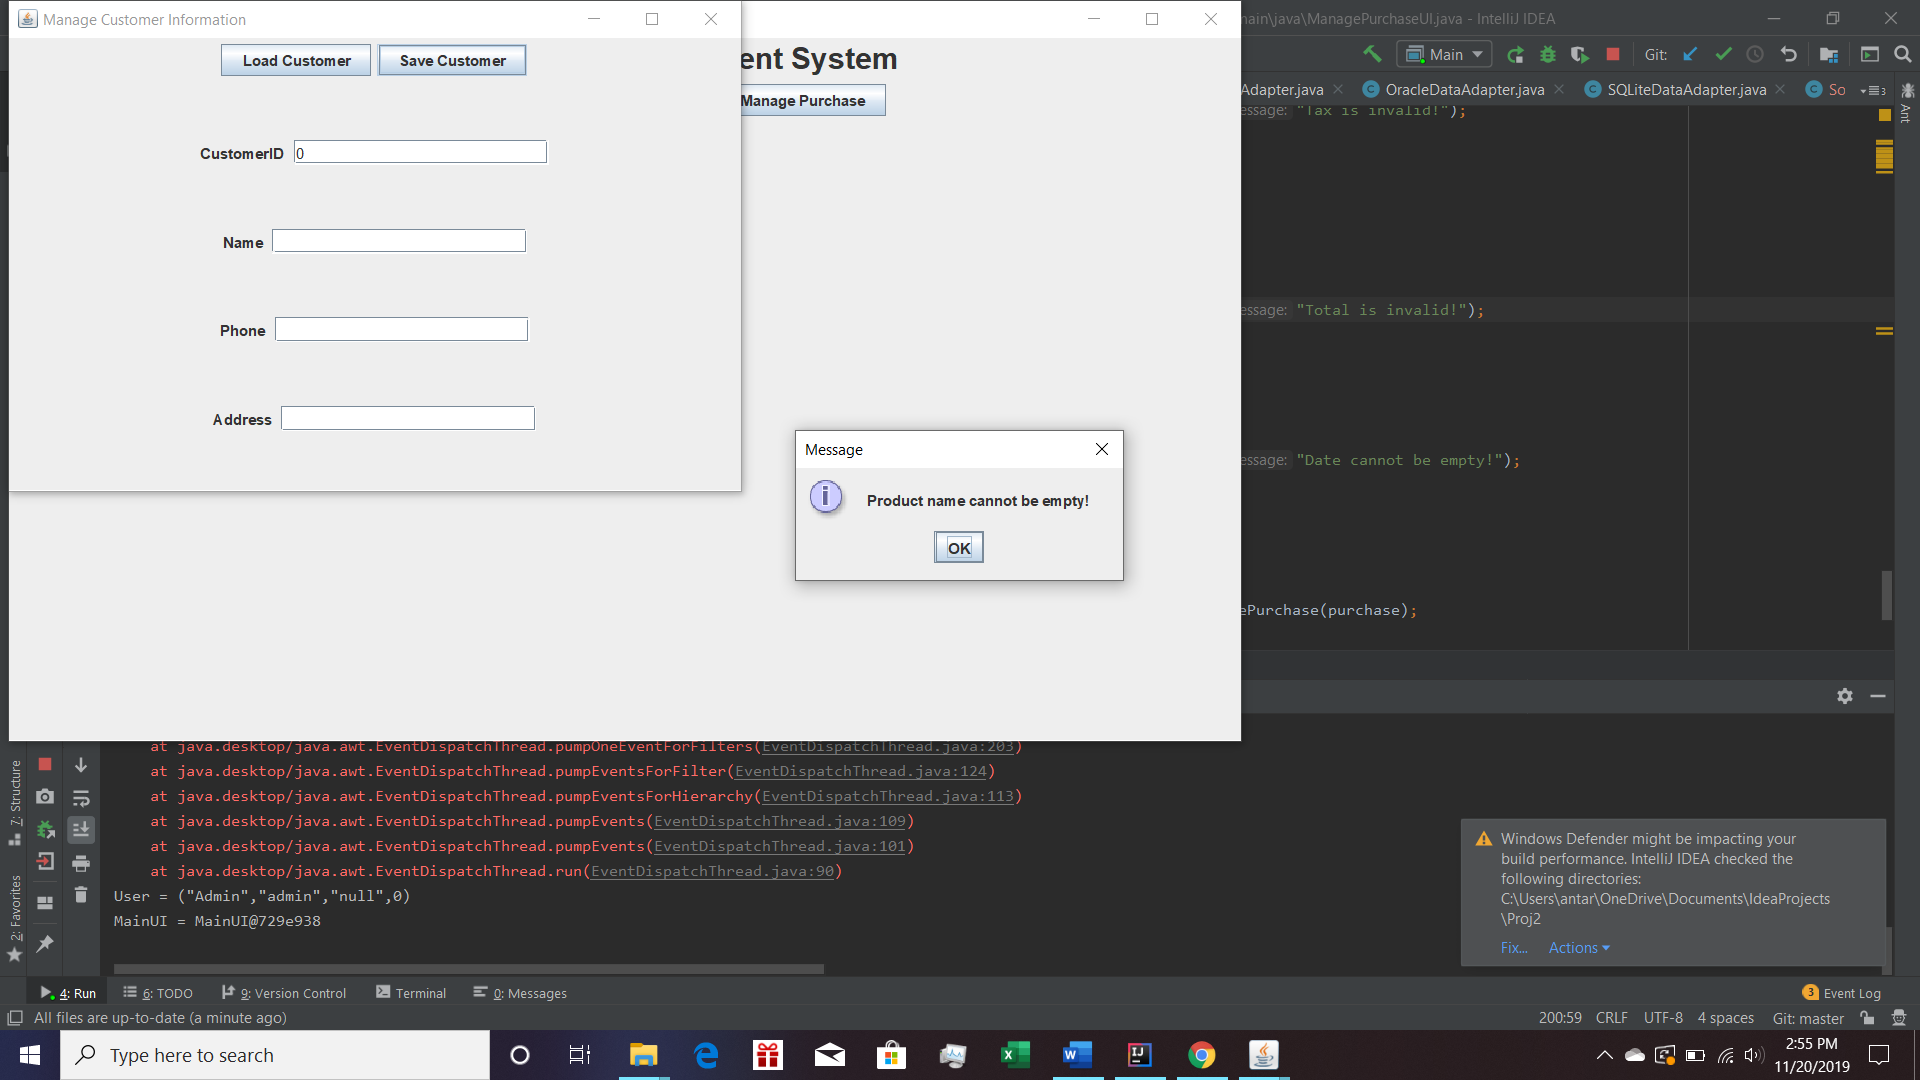 Manage Customer Information
Load Customer
Save Customer
CustomerID
0
Name
Phone
Address
ent System
Manage Purchase
Message
Product name cannot be empty!
OK
main\java\ManagePurchaseUI.java - IntelliJ IDEA
Main
Git:
Adapter.java
OracleDataAdapter.java
SQLiteDataAdapter.java
So
3
Ant
essage: "Tax is invalid!");
essage: "Total is invalid!");
essage: "Date cannot be empty!");
ePurchase(purchase);
at java.desktop/java.awt.EventDispatchThread.pumpOneEventForFilters(EventDispatchThread.java:203)
at java.desktop/java.awt.EventDispatchThread.pumpEventsForFilter(EventDispatchThread.java:124)
at java.desktop/java.awt.EventDispatchThread.pumpEventsForHierarchy(EventDispatchThread.java:113)
at java.desktop/java.awt.EventDispatchThread.pumpEvents(EventDispatchThread.java:109)
at java.desktop/java.awt.EventDispatchThread.pumpEvents(EventDispatchThread.java:101)
at java.desktop/java.awt.EventDispatchThread.run(EventDispatchThread.java:90)
User = ("Admin","admin","null",0)
MainUI = MainUI@729e938
7: Structure
2: Favorites
Windows Defender might be impacting your
build performance. IntelliJ IDEA checked the
following directories:
C:\Users\antar\OneDrive\Documents\IdeaProjects
\Proj2
Fix...
Actions
4: Run
6: TODO
9: Version Control
Terminal
0: Messages
3 Event Log
All files are up-to-date (a minute ago)
200:59
CRLF
UTF-8
4 spaces
Git: master
Type here to search
2:55 PM
11/20/2019